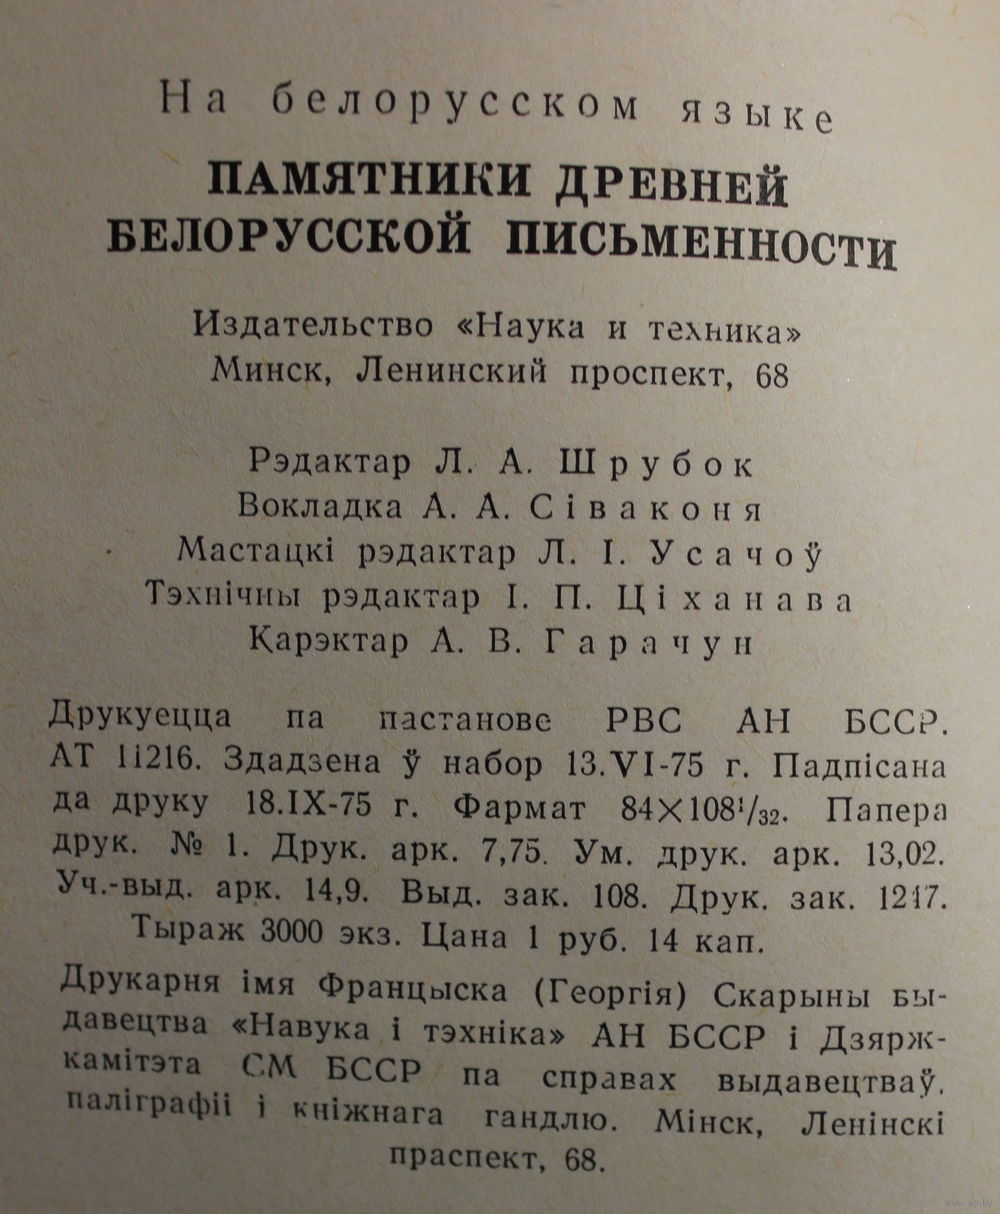 На белорусском языке
ПАМЯТНИКИ ДРЕВНЕЙ
БЕЛОРУССКОЙ ПИСЬМЕННОСТИ
Издательство «Наука и техника»
Минск, Ленинский проспект, 68
Рэдактар Л. А. Шрубок
Вокладка А. А. Сіваконя
Мастацкі рэдактар Л. І. Усачоў
Тэхнічны рэдактар І. П. Ціханава
Карэктар А. В. Гарачун
Друкуецца па пастанове РВС АН БССР.
АТ 11216. Здадзена ў набор 13.VI-75 г. Падпісана
да друку 18.IX-75 г. Фармат 84×108¹/₃₂. Папера
друк. № 1. Друк. арк. 7,75. Ум. друк. арк. 13,02.
Уч.-выд. арк. 14,9. Выд. зак. 108. Друк. зак. 1217.
Тыраж 3000 экз. Цана 1 руб. 14 кап.
Друкарня імя Францыска (Георгія) Скарыны вы-
давецтва «Навука і тэхніка» АН БССР і Дзярж-
камітэта СМ БССР па справах выдавецтваў,
паліграфіі і кніжнага гандлю. Мінск, Ленінскі
праспект, 68.
www.ay.by